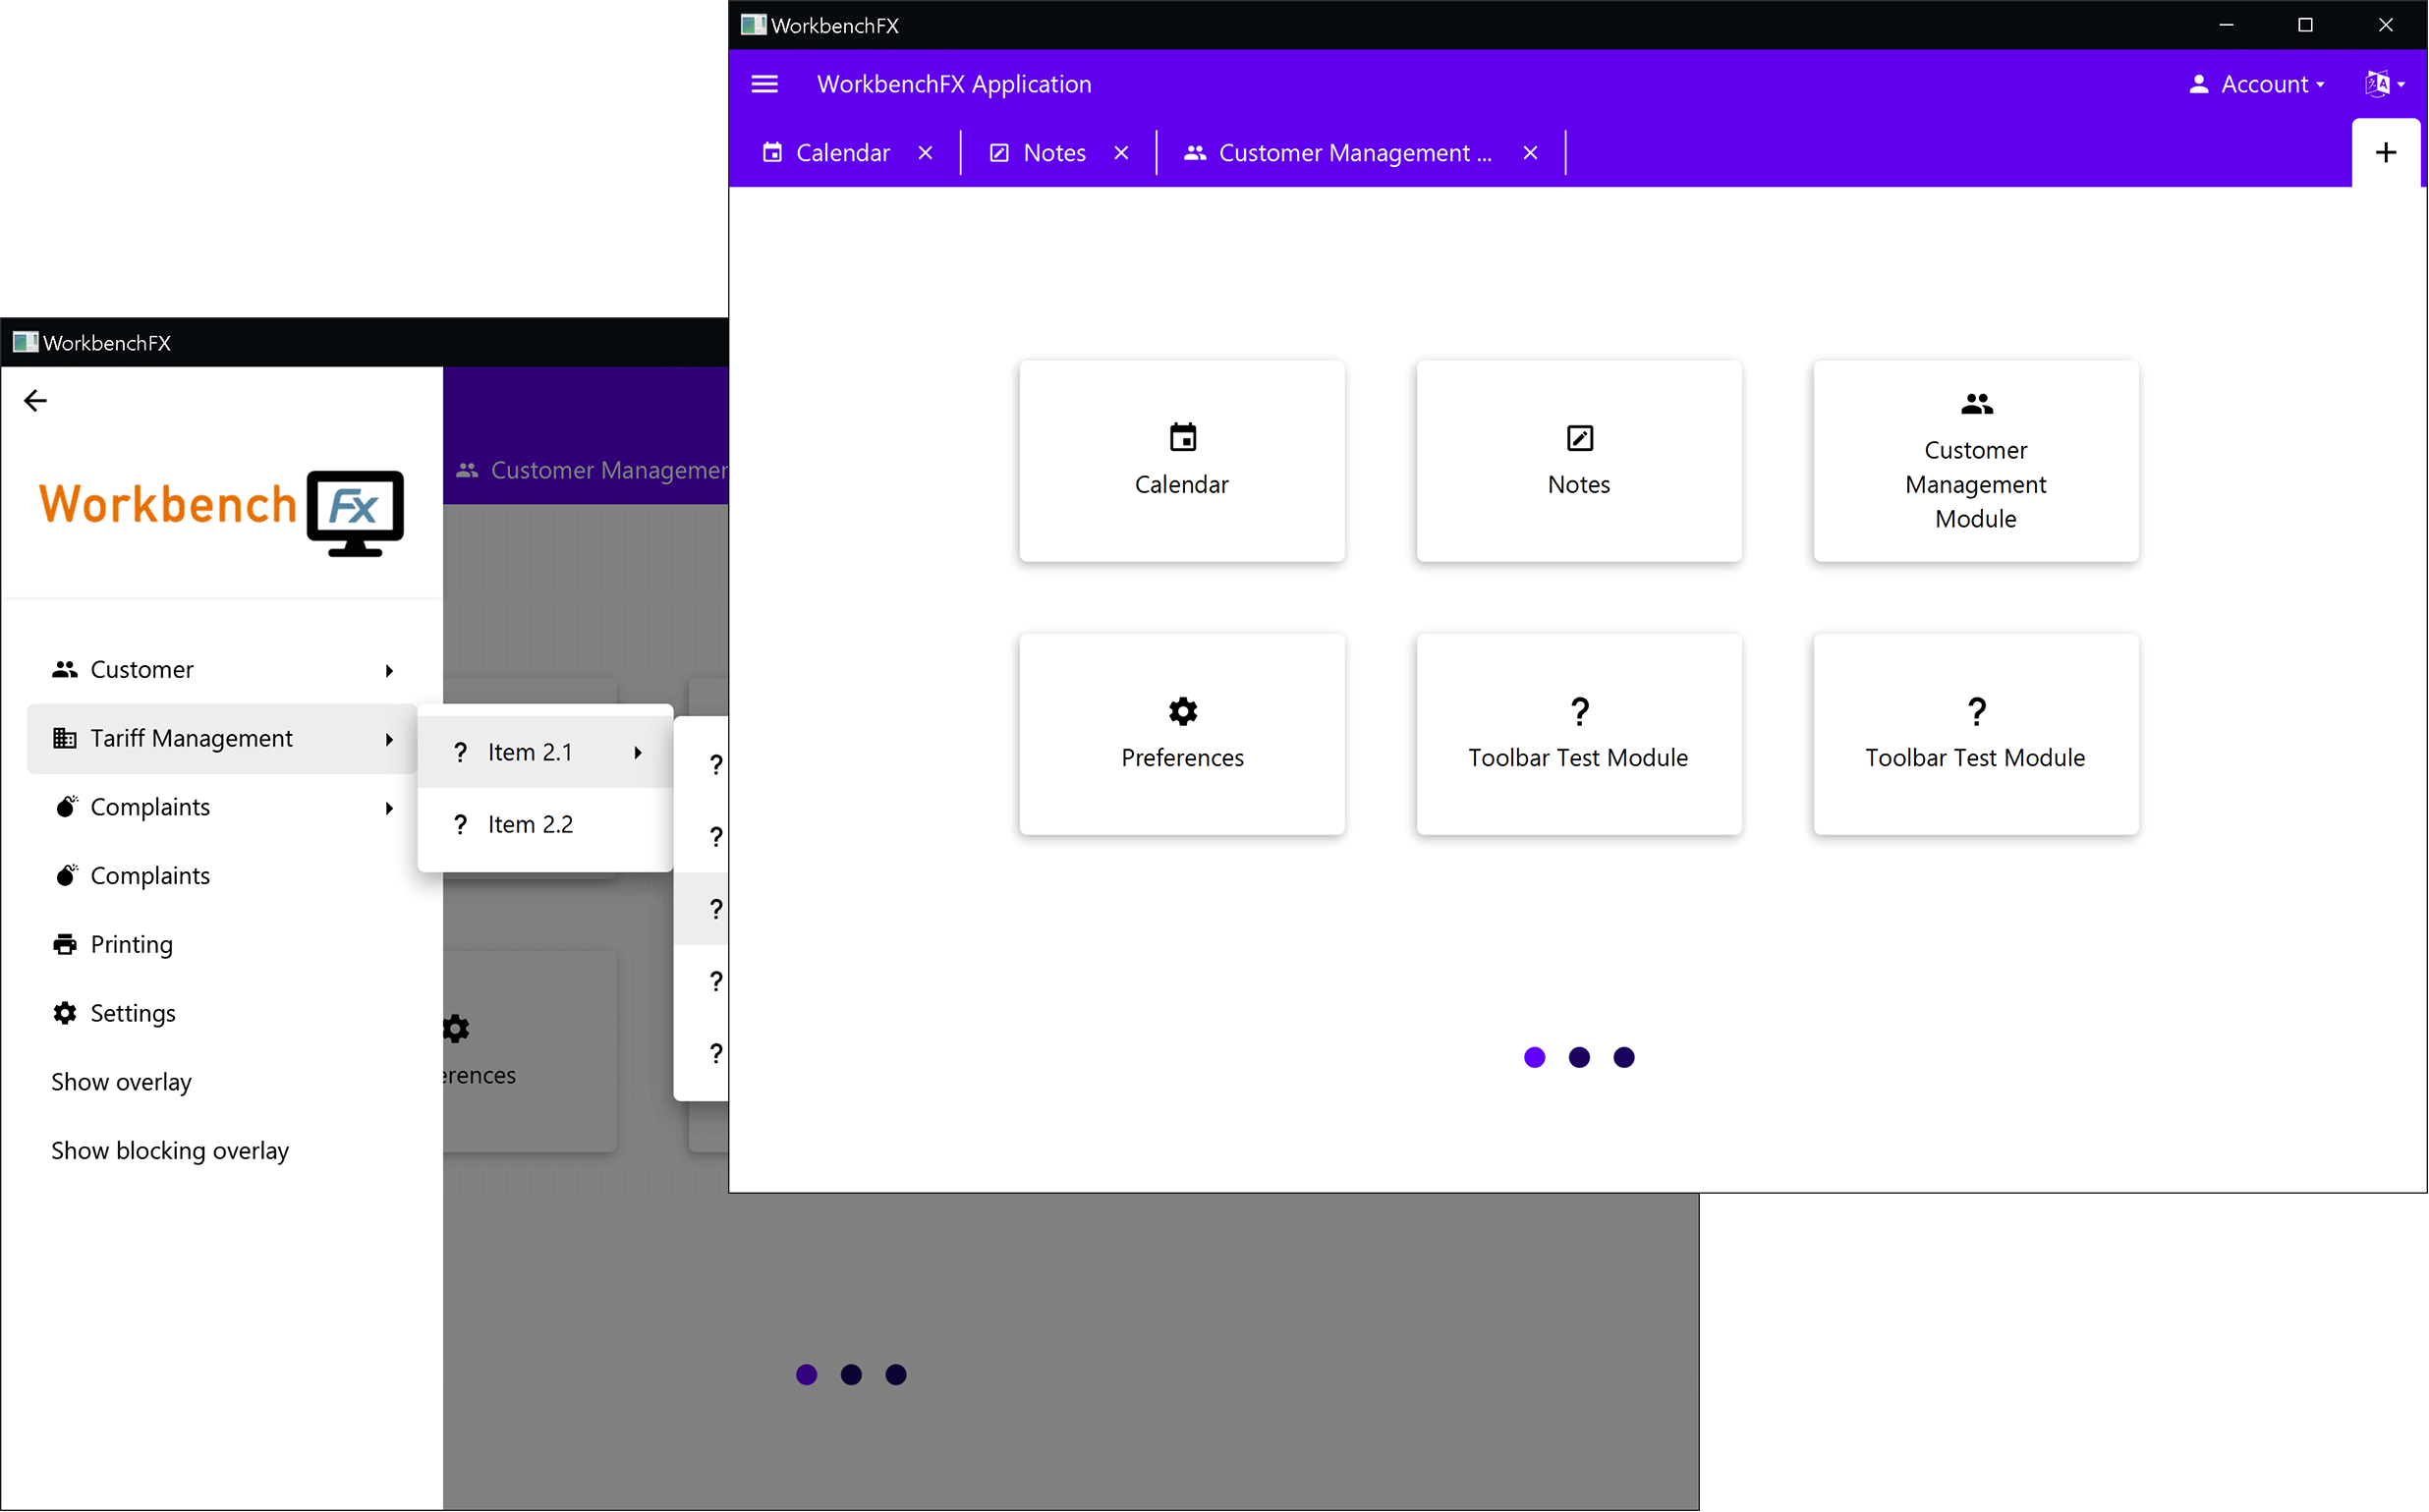 WorkbenchFX
WorkbenchFX Application
Account
Calendar
Notes
Customer Management ...
Calendar
Notes
Customer
Management
Module
Preferences
Toolbar Test Module
Toolbar Test Module
WorkbenchFX
Workbench Fx
Customer Managemen
Customer
Tariff Management
Complaints
Complaints
Printing
Settings
Show overlay
Show blocking overlay
? Item 2.1
? Item 2.2
erences